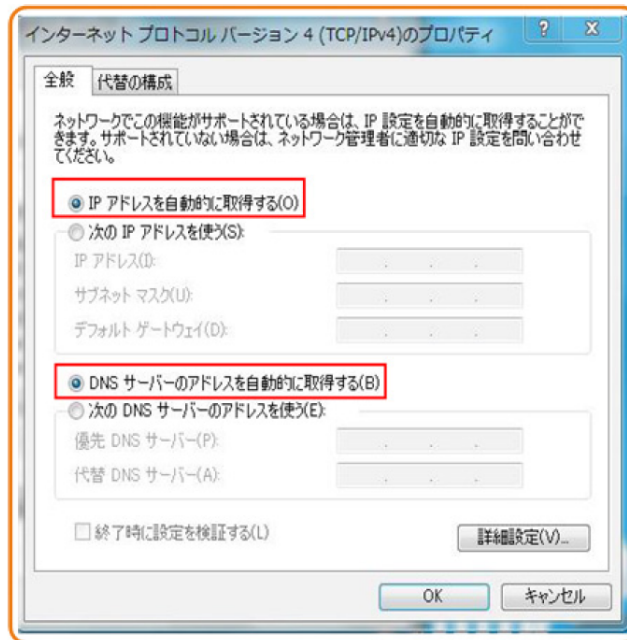 インターネット プロトコル バージョン 4 (TCP/IPv4)のプロパティ
全般
代替の構成
ネットワークでこの機能がサポートされている場合は、IP 設定を自動的に取得することがで
きます。サポートされていない場合は、ネットワーク管理者に適切な IP 設定を問い合わせ
てください。
IP アドレスを自動的に取得する(O)
次の IP アドレスを使う(S):
IP アドレス(I):
サブネット マスク(U):
デフォルト ゲートウェイ(D):
DNS サーバーのアドレスを自動的に取得する(B)
次の DNS サーバーのアドレスを使う(E):
優先 DNS サーバー(P):
代替 DNS サーバー(A):
終了時に設定を検証する(L)
詳細設定(V)...
OK
キャンセル